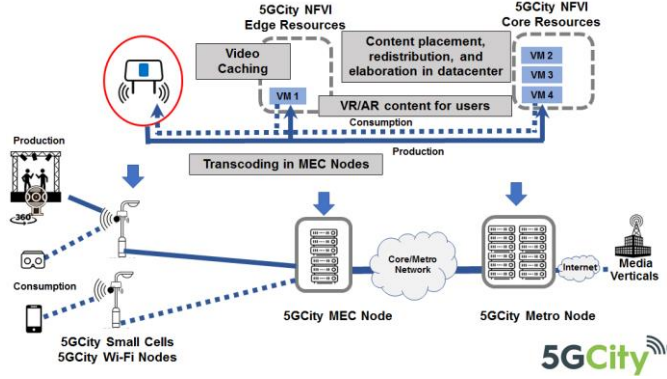 5GCity NFVI
Edge Resources
5GCity NFVI
Core Resources
Video
Caching
Content placement,
redistribution, and
elaboration in datacenter
VM 1
VM 2
VM 3
VM 4
VR/AR content for users
Consumption
Production
Transcoding in MEC Nodes
Production
360°
Consumption
Core/Metro
Network
Internet
Media
Verticals
5GCity MEC Node
5GCity Metro Node
5GCity Small Cells
5GCity Wi-Fi Nodes
5GCity